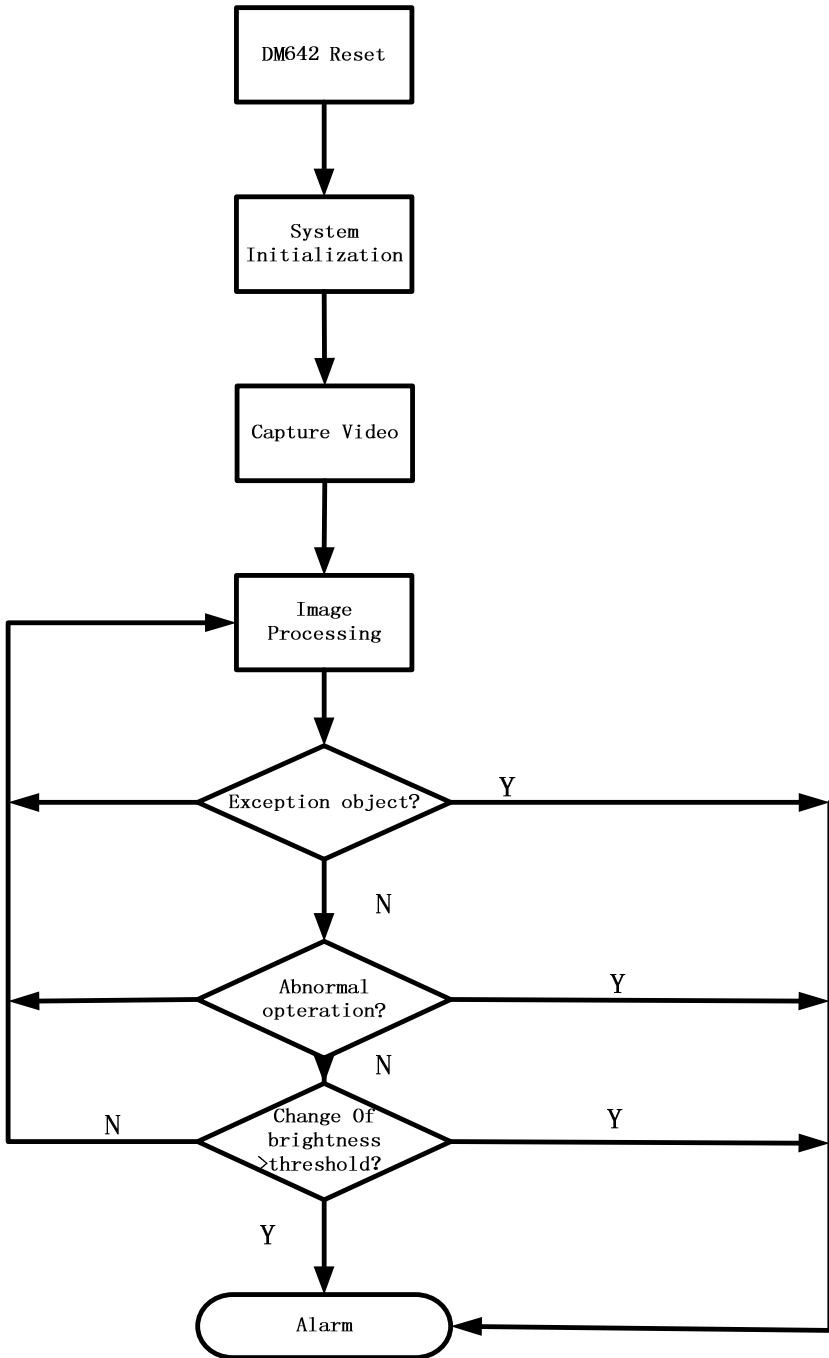 DM642 Reset
System
Initialization
Capture Video
Image
Processing
Exception object?
Y
N
Abnormal
opteration?
Y
N
Change Of
brightness
>threshold?
N
Y
Y
Alarm